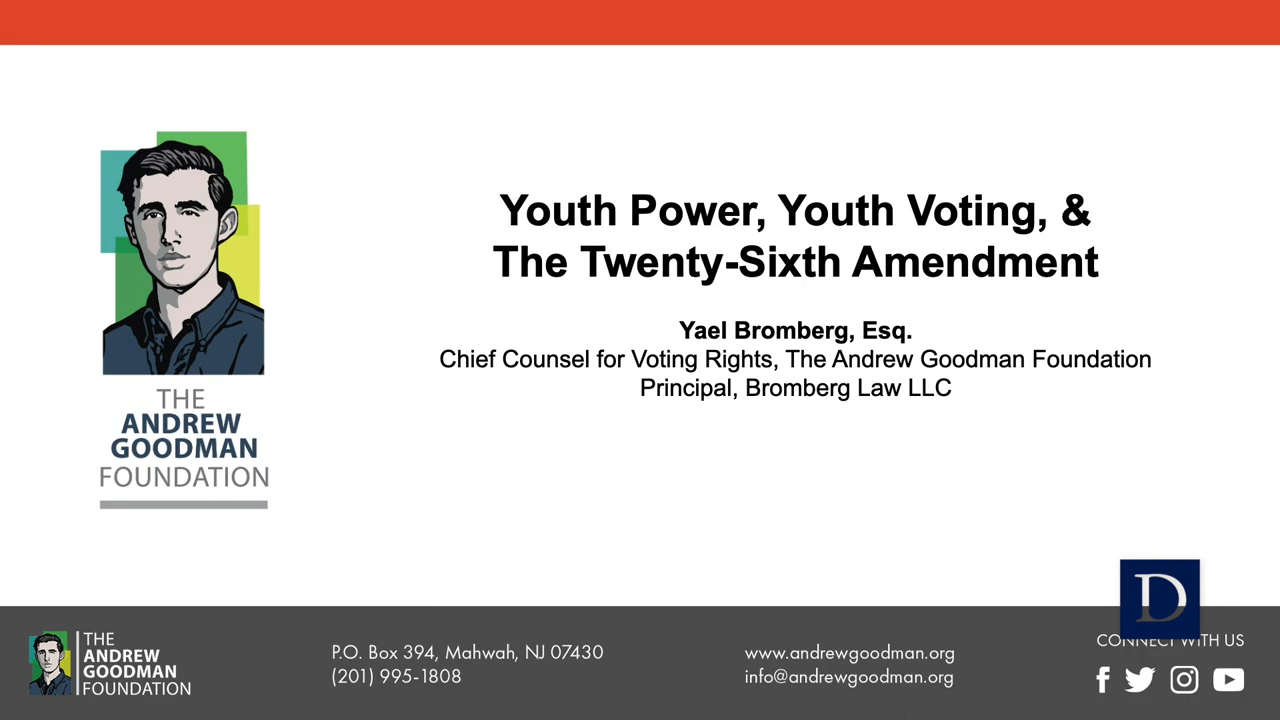 Youth Power, Youth Voting, &
The Twenty-Sixth Amendment
Yael Bromberg, Esq.
Chief Counsel for Voting Rights, The Andrew Goodman Foundation
Principal, Bromberg Law LLC
THE
ANDREW
GOODMAN
FOUNDATION
D
THE
ANDREW
GOODMAN
FOUNDATION
P.O. Box 394, Mahwah, NJ 07430
(201) 995-1808
www.andrewgoodman.org
info@andrewgoodman.org
CONNECT WITH US